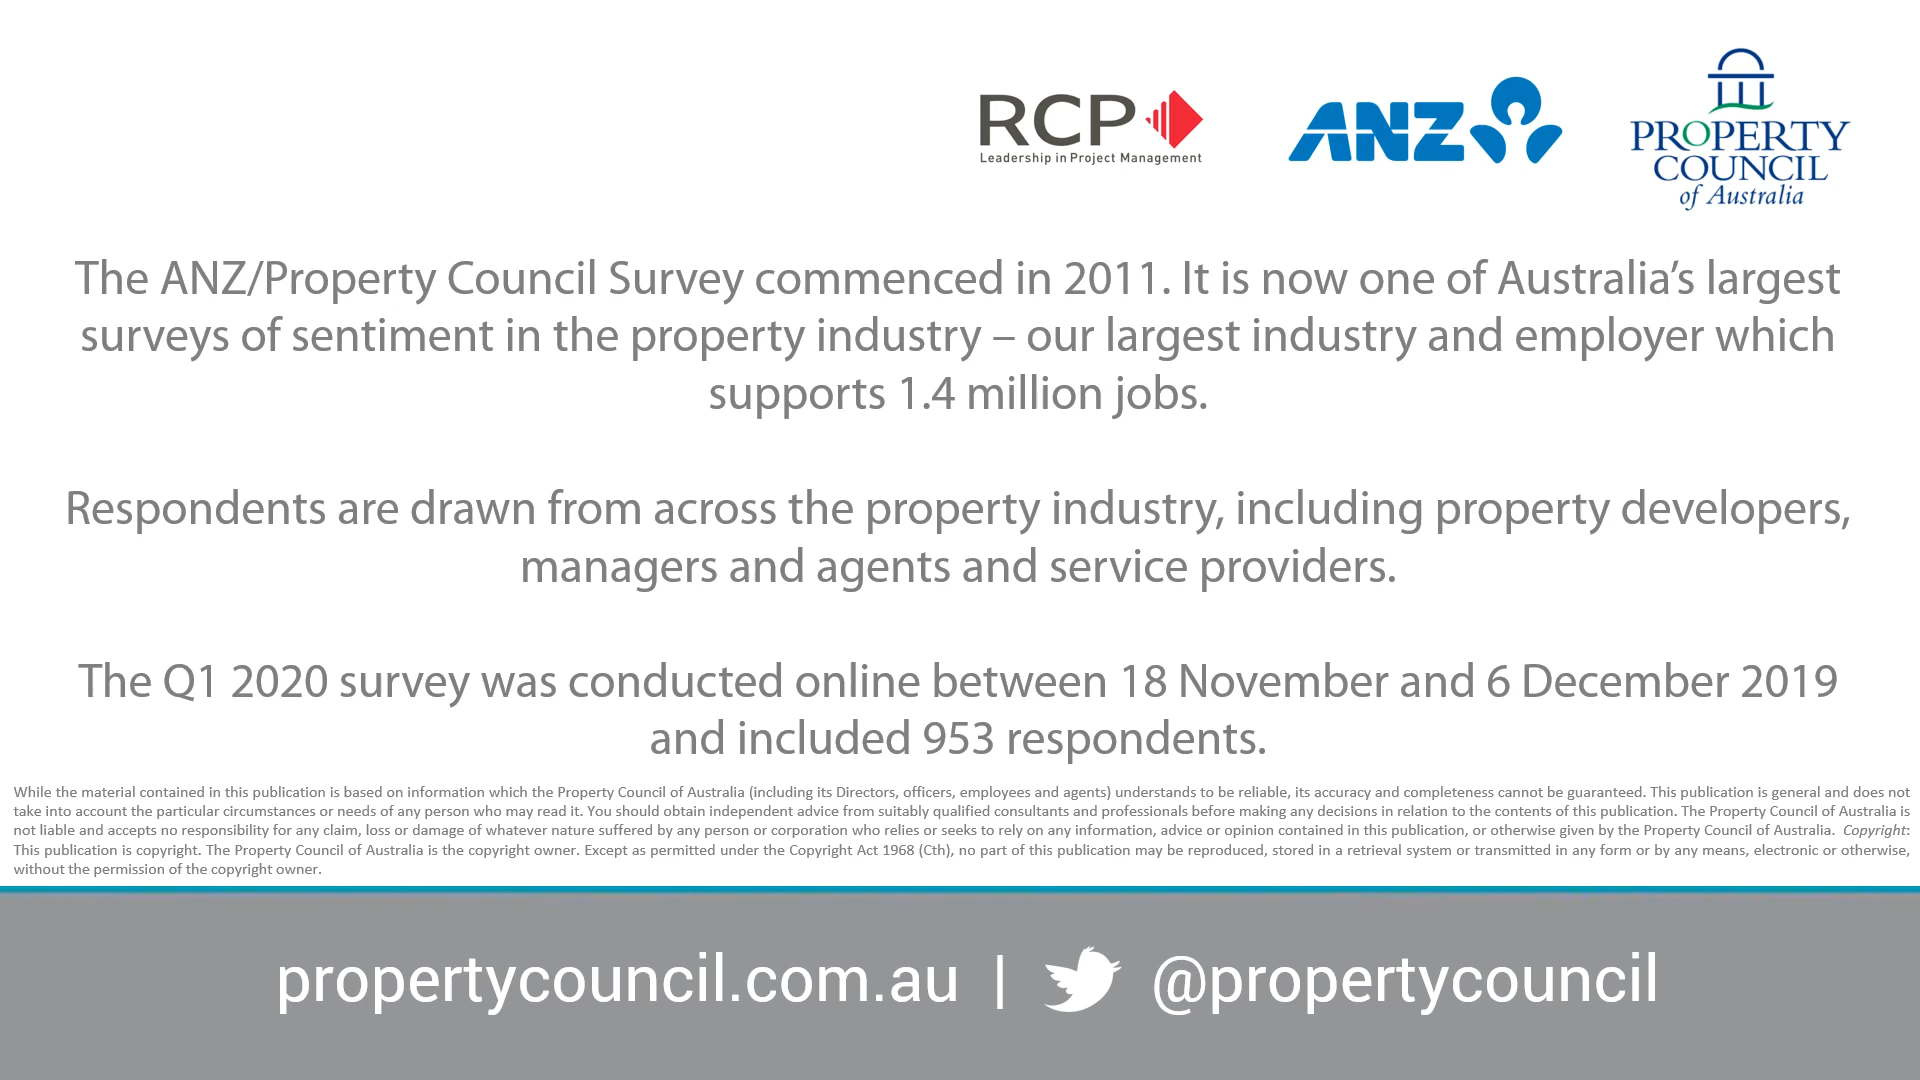 RCP
Leadership in Project Management
ANZ
PROPERTY
COUNCIL
of Australia
The ANZ/Property Council Survey commenced in 2011. It is now one of Australia’s largest
surveys of sentiment in the property industry – our largest industry and employer which
supports 1.4 million jobs.
Respondents are drawn from across the property industry, including property developers,
managers and agents and service providers.
The Q1 2020 survey was conducted online between 18 November and 6 December 2019
and included 953 respondents.
While the material contained in this publication is based on information which the Property Council of Australia (including its Directors, officers, employees and agents) understands to be reliable, its accuracy and completeness cannot be guaranteed. This publication is general and does not
take into account the particular circumstances or needs of any person who may read it. You should obtain independent advice from suitably qualified consultants and professionals before making any decisions in relation to the contents of this publication. The Property Council of Australia is
not liable and accepts no responsibility for any claim, loss or damage of whatever nature suffered by any person or corporation who relies or seeks to rely on any information, advice or opinion contained in this publication, or otherwise given by the Property Council of Australia. Copyright:
This publication is copyright. The Property Council of Australia is the copyright owner. Except as permitted under the Copyright Act 1968 (Cth), no part of this publication may be reproduced, stored in a retrieval system or transmitted in any form or by any means, electronic or otherwise,
without the permission of the copyright owner.
propertycouncil.com.au | @propertycouncil